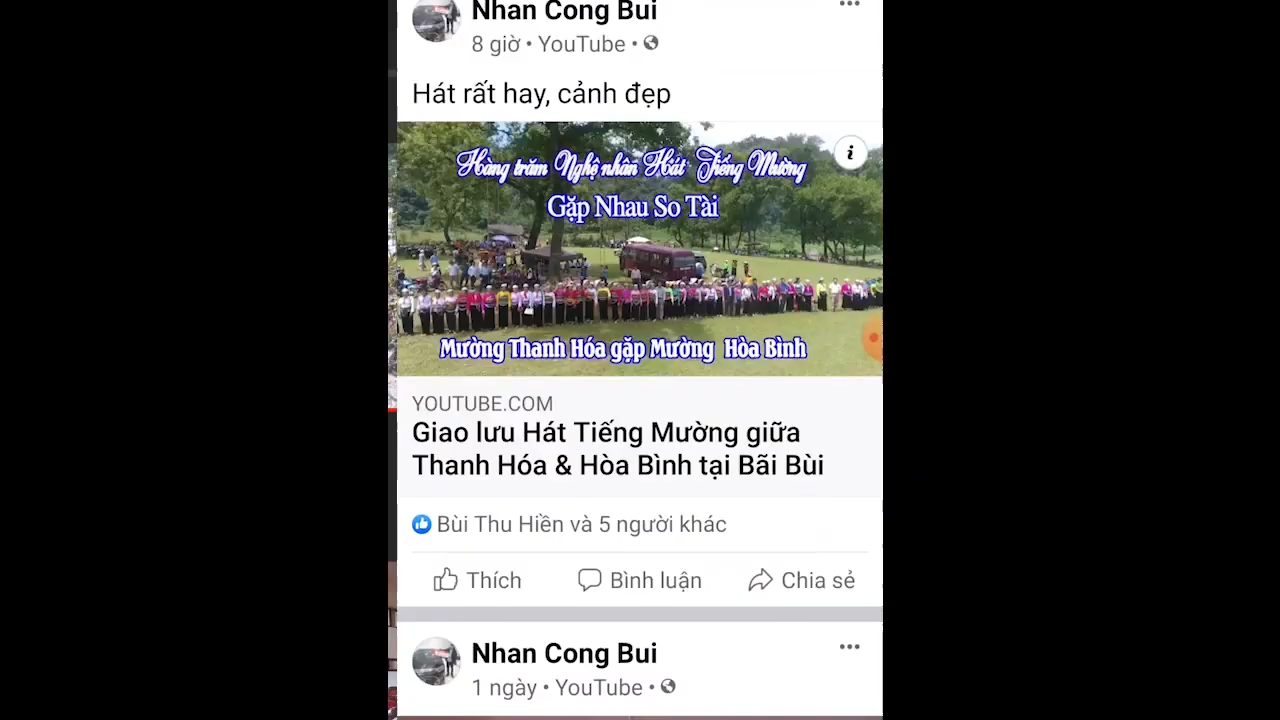 Nhan Cong Bui
8 giờ • YouTube •
Hát rất hay, cảnh đẹp
Hàng trăm Nghệ nhân Hát Tiếng Mường
Gặp Nhau So Tài
i
Mường Thanh Hóa gặp Mường Hòa Bình
YOUTUBE.COM
Giao lưu Hát Tiếng Mường giữa
Thanh Hóa & Hòa Bình tại Bãi Bùi
Bùi Thu Hiền và 5 người khác
Thích Bình luận Chia sẻ
Nhan Cong Bui
1 ngày • YouTube •